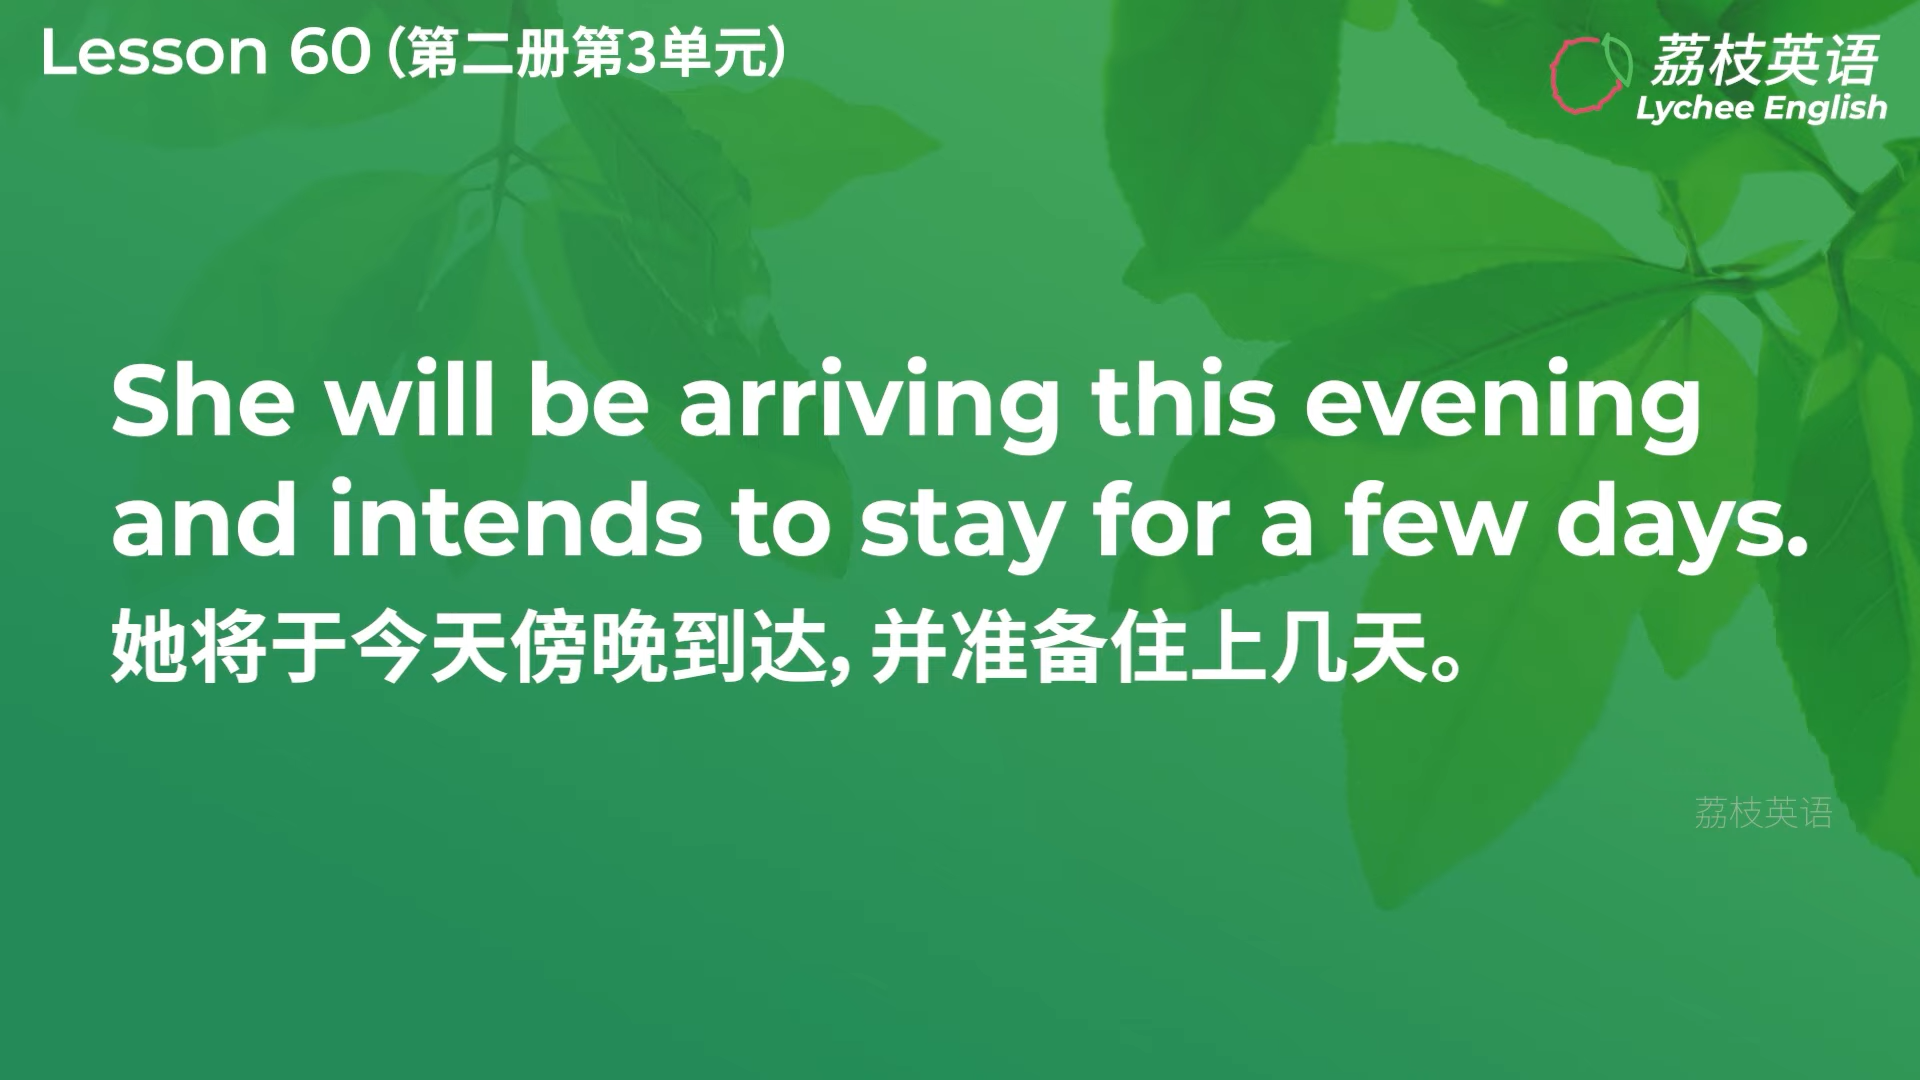 Lesson 60（第二册第3单元）
荔枝英语
Lychee English
She will be arriving this evening
and intends to stay for a few days.
她将于今天傍晚到达，并准备住上几天。
荔枝英语